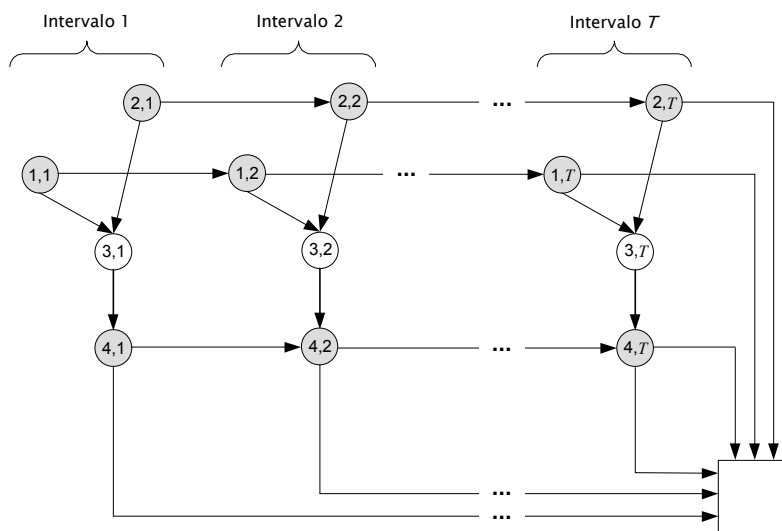 Intervalo 1 Intervalo 2 Intervalo T
2,1 2,2 ... 2,T
1,1 1,2 ... 1,T
3,1 3,2 3,T
4,1 4,2 ... 4,T
...
...